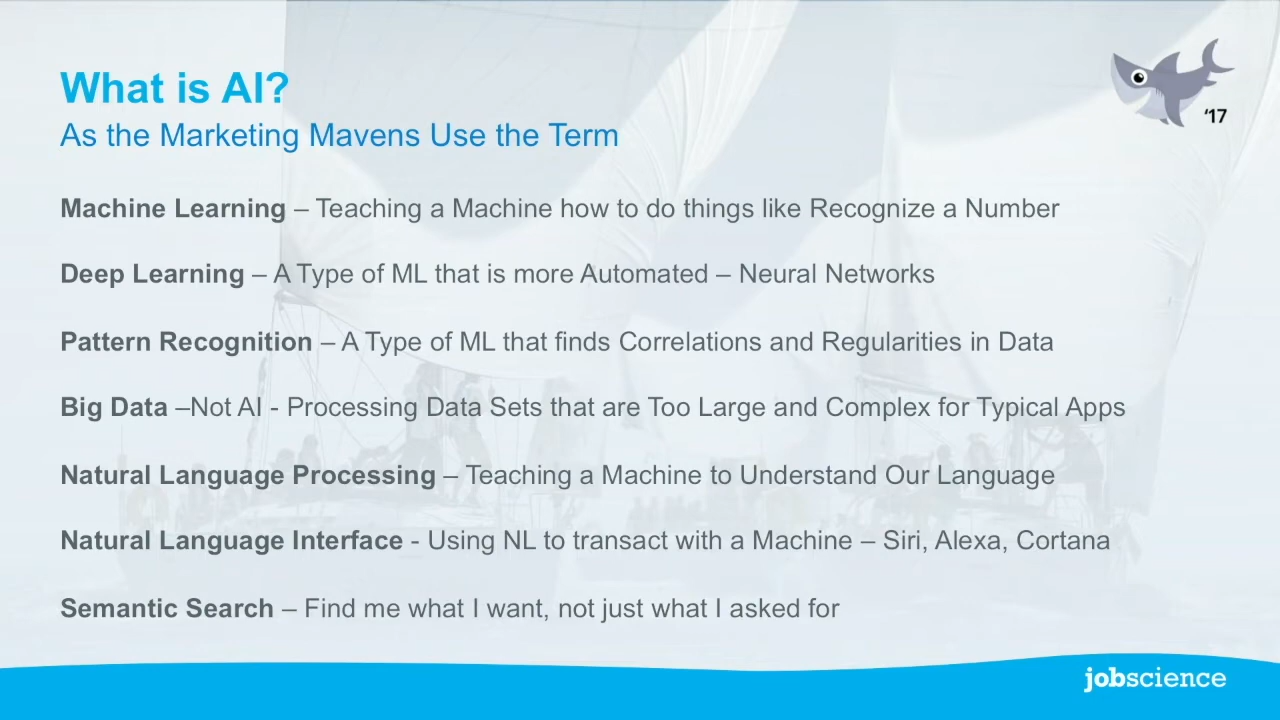 What is AI?
As the Marketing Mavens Use the Term
‘17
Machine Learning – Teaching a Machine how to do things like Recognize a Number
Deep Learning – A Type of ML that is more Automated – Neural Networks
Pattern Recognition – A Type of ML that finds Correlations and Regularities in Data
Big Data –Not AI - Processing Data Sets that are Too Large and Complex for Typical Apps
Natural Language Processing – Teaching a Machine to Understand Our Language
Natural Language Interface - Using NL to transact with a Machine – Siri, Alexa, Cortana
Semantic Search – Find me what I want, not just what I asked for
jobscience